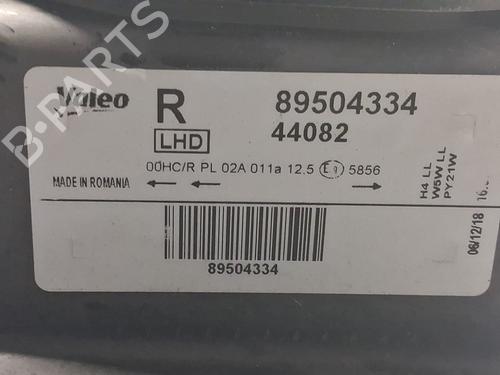 Valeo
R
LHD
89504334
44082
00HC/R PL 02A 011a 12.5 E9 5856
MADE IN ROMANIA
H4 LL
W5W LL
PY21W
06/12/18
89504334
B-PARTS